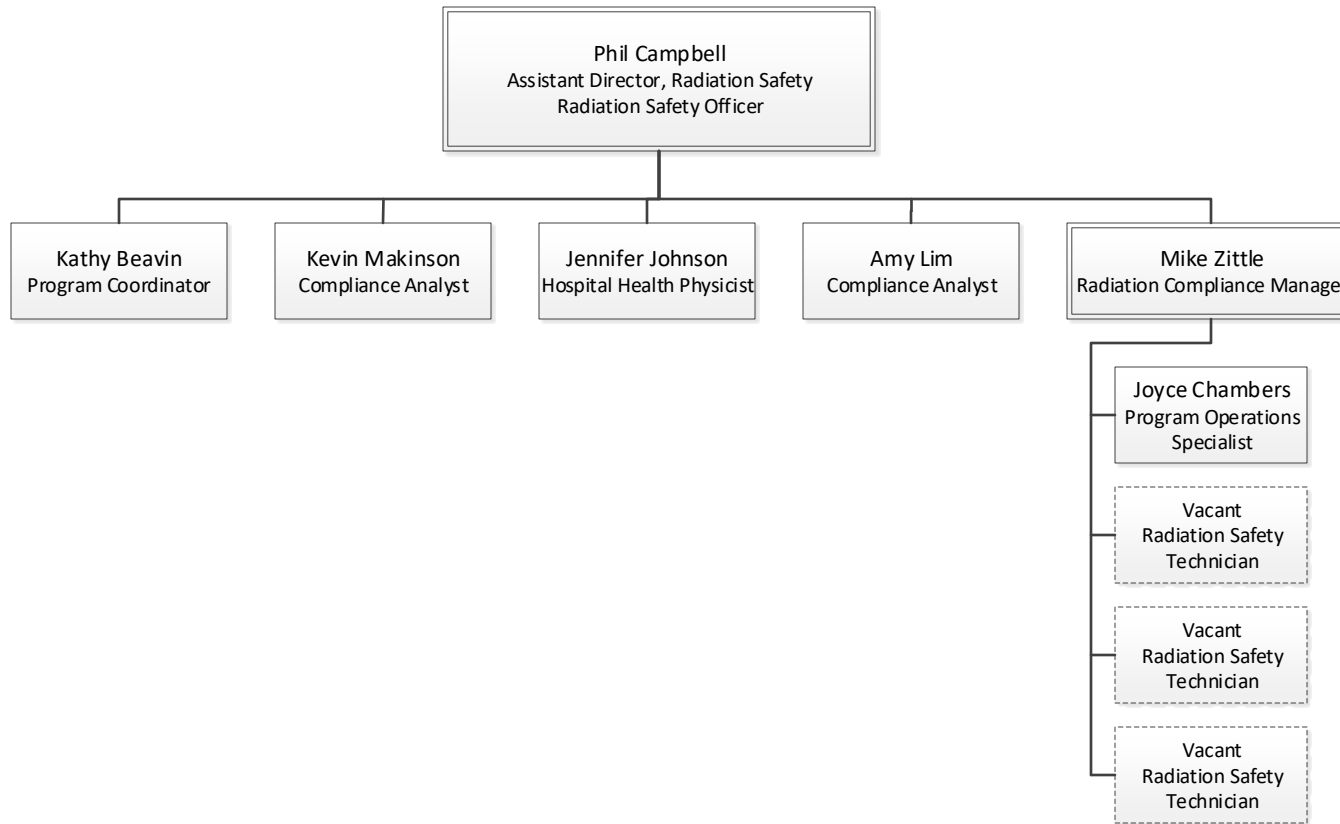 Phil Campbell
Assistant Director, Radiation Safety
Radiation Safety Officer
Kathy Beavin
Program Coordinator
Kevin Makinson
Compliance Analyst
Jennifer Johnson
Hospital Health Physicist
Amy Lim
Compliance Analyst
Mike Zittle
Radiation Compliance Manage
Joyce Chambers
Program Operations
Specialist
Vacant
Radiation Safety
Technician
Vacant
Radiation Safety
Technician
Vacant
Radiation Safety
Technician